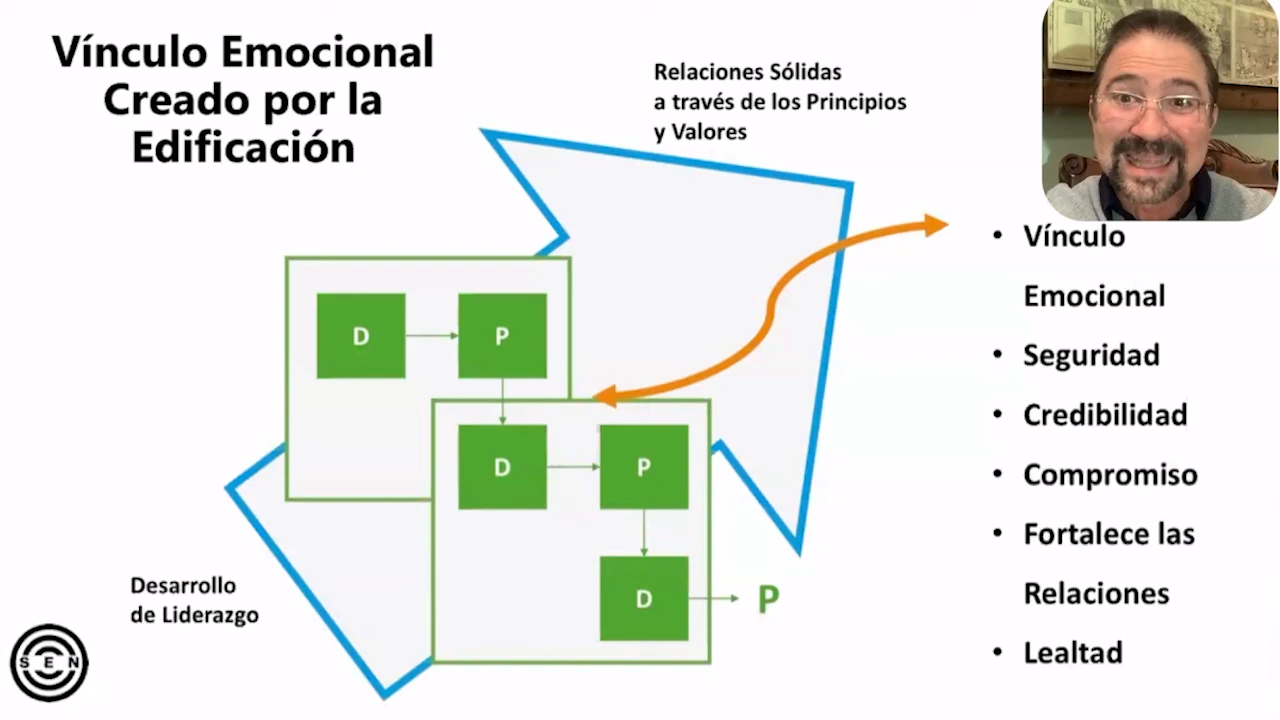 Vínculo Emocional
Creado por la
Edificación
Relaciones Sólidas
a través de los Principios
y Valores
D
P
D
P
D
P
Desarrollo
de Liderazgo
SEN
• Vínculo
Emocional
• Seguridad
• Credibilidad
• Compromiso
• Fortalece las
Relaciones
• Lealtad